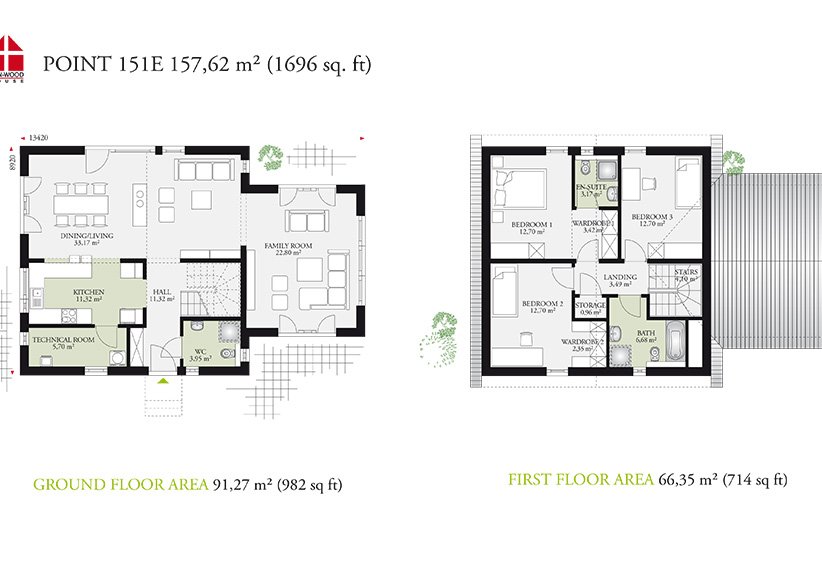 N-WOOD
OUSE
POINT 151E 157,62 m² (1696 sq. ft)
13420
8920
DINING/LIVING
33,17 m²
FAMILY ROOM
22,80 m²
KITCHEN
11,32 m²
HALL
11,32 m²
TECHNICAL ROOM
5,70 m²
WC
3,95 m²
EN-SUITE
3,17 m²
BEDROOM 1
12,70 m²
WARDROBE 1
3,42 m²
BEDROOM 3
12,70 m²
LANDING
3,49 m²
STAIRS
4,10 m²
BEDROOM 2
12,70 m²
STORAGE
0,96 m²
WARDROBE 2
2,35 m²
BATH
6,68 m²
GROUND FLOOR AREA 91,27 m² (982 sq ft)
FIRST FLOOR AREA 66,35 m² (714 sq ft)